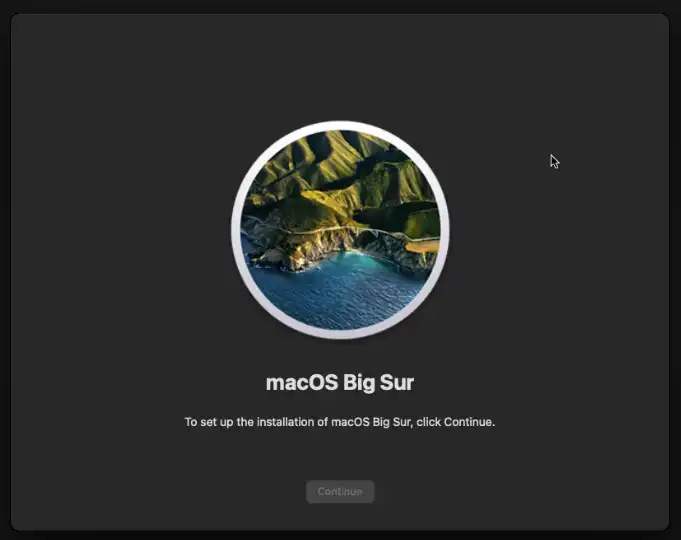 macOS Big Sur
To set up the installation of macOS Big Sur, click Continue.
Continue